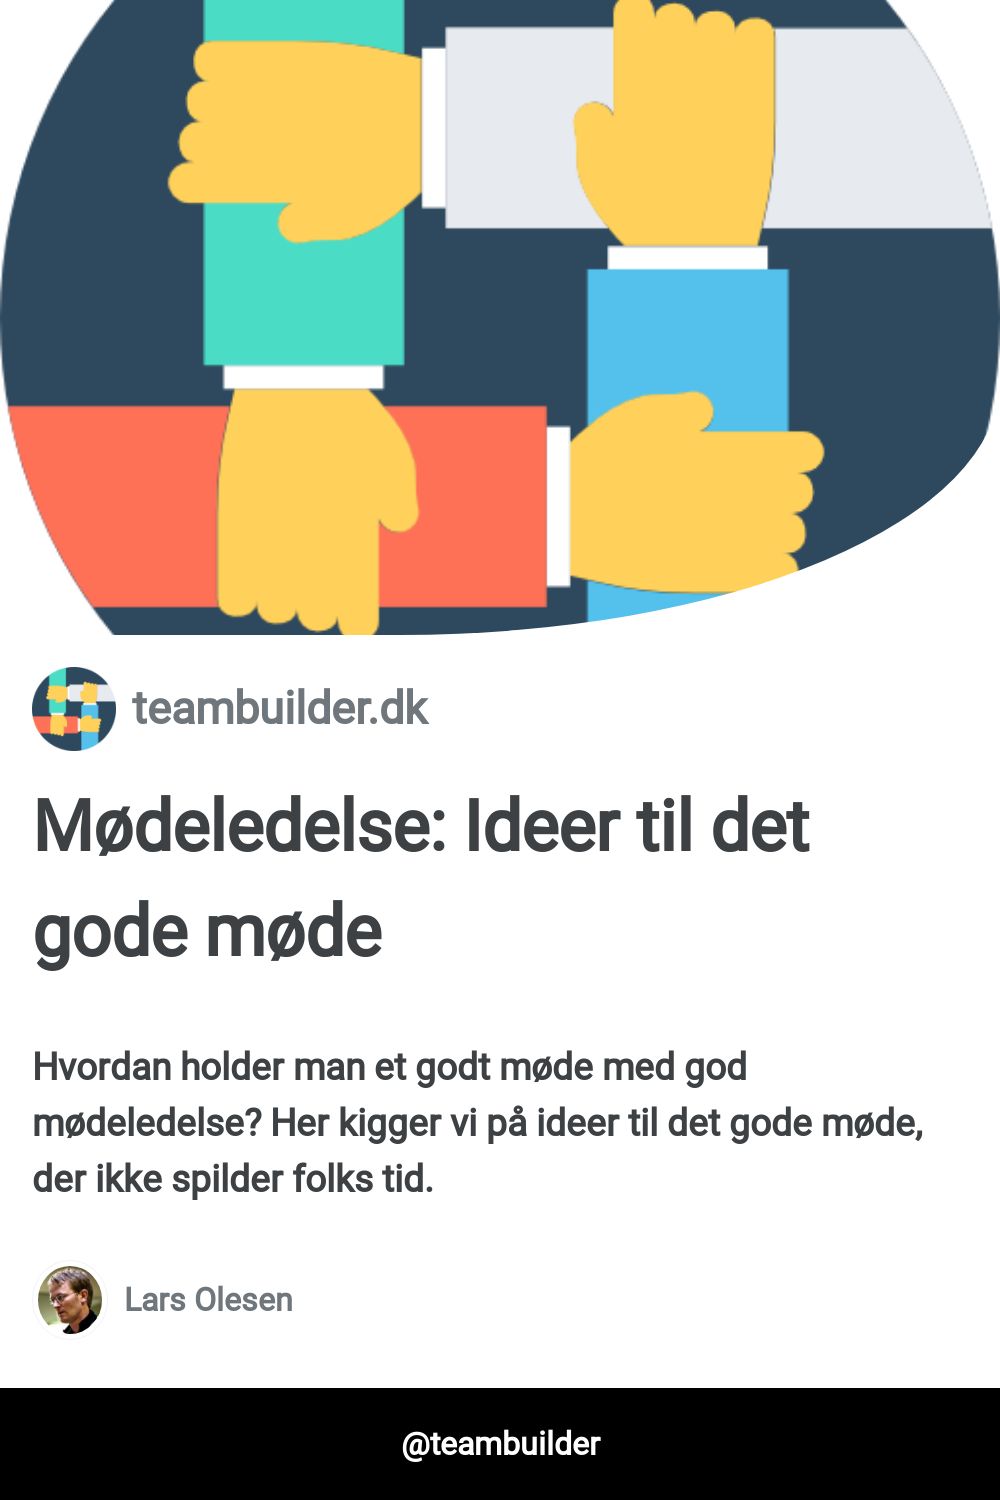 teambuilder.dk
Mødeledelse: Ideer til det
gode møde
Hvordan holder man et godt møde med god
mødeledelse? Her kigger vi på ideer til det gode møde,
der ikke spilder folks tid.
Lars Olesen
@teambuilder